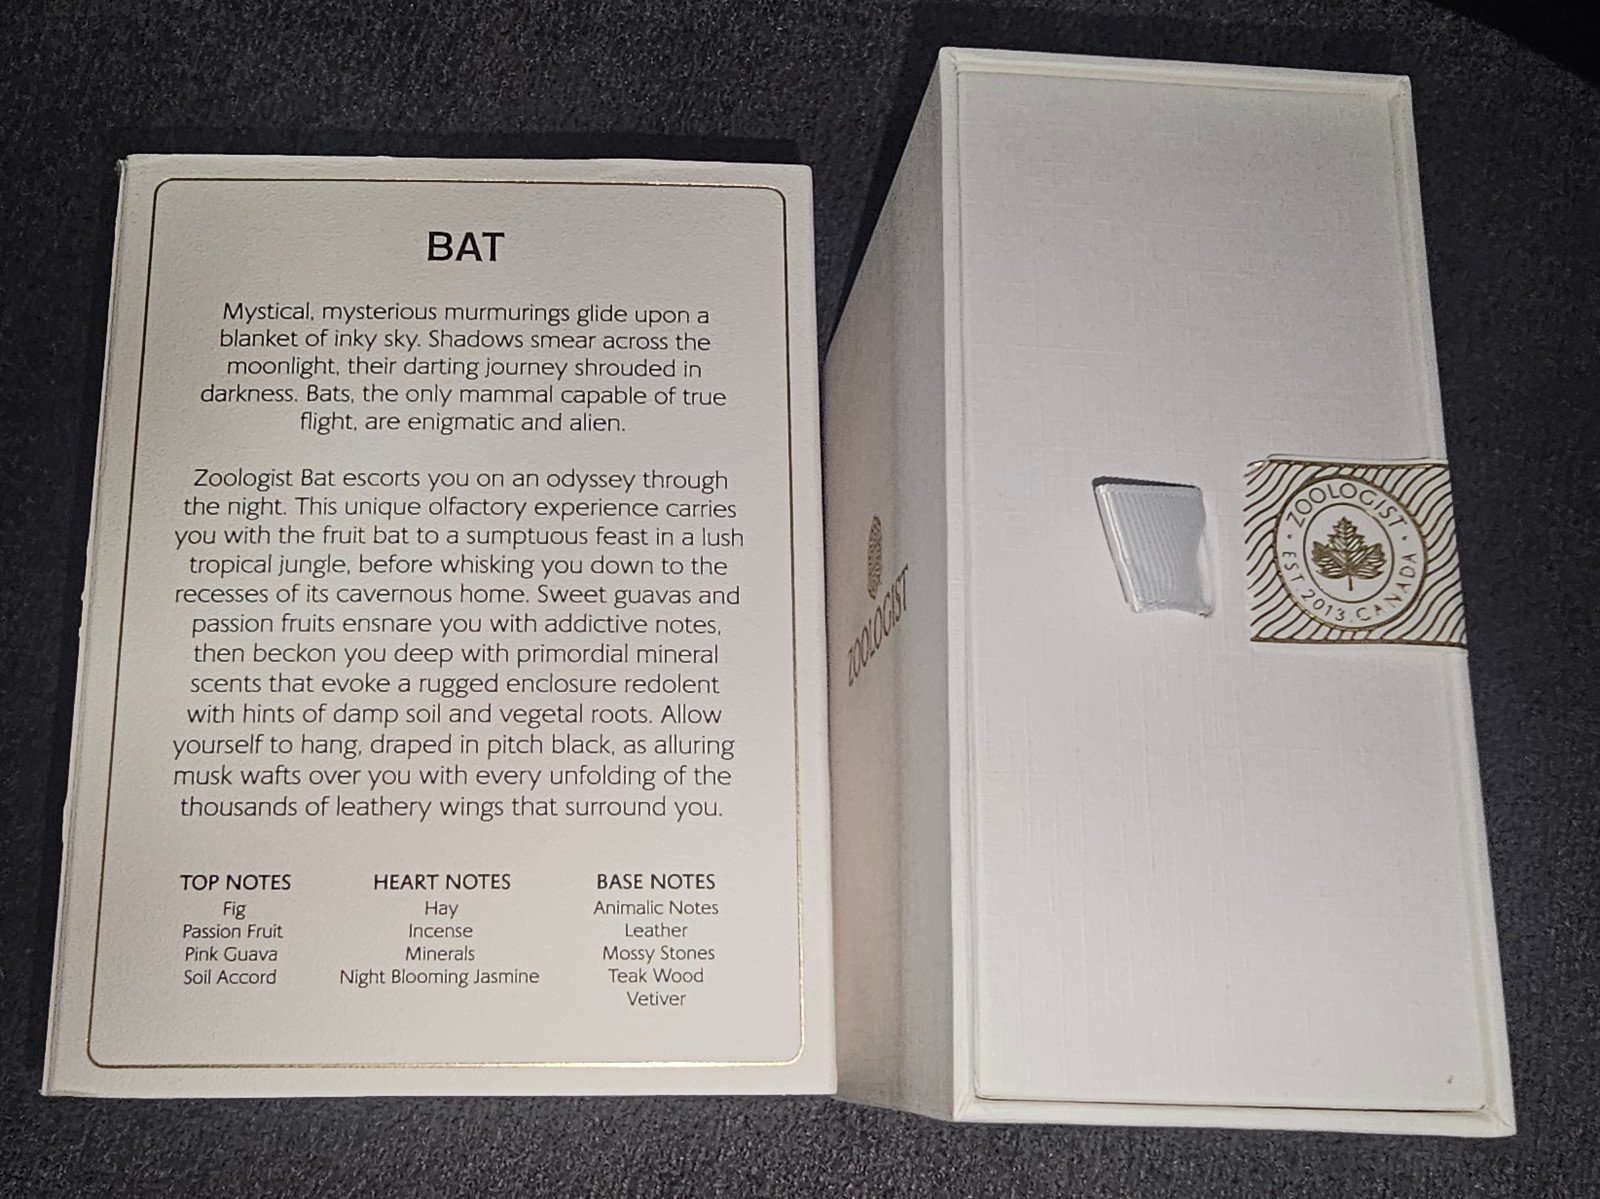 BAT
Mystical, mysterious murmurings glide upon a
blanket of inky sky. Shadows smear across the
moonlight, their darting journey shrouded in
darkness. Bats, the only mammal capable of true
flight, are enigmatic and alien.
Zoologist Bat escorts you on an odyssey through
the night. This unique olfactory experience carries
you with the fruit bat to a sumptuous feast in a lush
tropical jungle, before whisking you down to the
recesses of its cavernous home. Sweet guavas and
passion fruits ensnare you with addictive notes,
then beckon you deep with primordial mineral
scents that evoke a rugged enclosure redolent
with hints of damp soil and vegetal roots. Allow
yourself to hang, draped in pitch black, as alluring
musk wafts over you with every unfolding of the
thousands of leathery wings that surround you.
TOP NOTES
Fig
Passion Fruit
Pink Guava
Soil Accord
HEART NOTES
Hay
Incense
Minerals
Night Blooming Jasmine
BASE NOTES
Animalic Notes
Leather
Mossy Stones
Teak Wood
Vetiver
ZOOLOGIST
ZOOLOGIST
EST 2013. CANADA